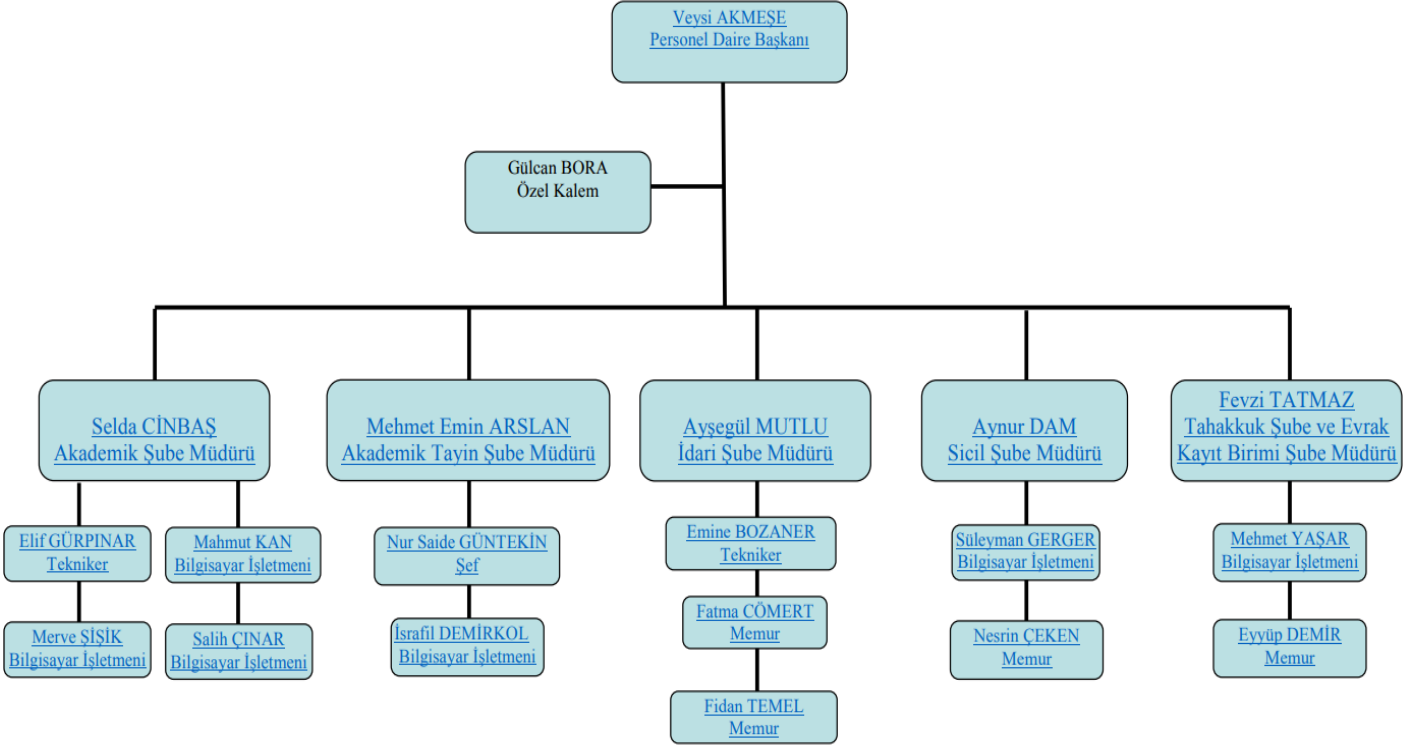 Veysi AKMEŞE
Personel Daire Başkanı
Gülcan BORA
Özel Kalem
Selda CİNBAŞ
Akademik Şube Müdürü
Mehmet Emin ARSLAN
Akademik Tayin Şube Müdürü
Ayşegül MUTLU
İdari Şube Müdürü
Aynur DAM
Sicil Şube Müdürü
Fevzi TATMAZ
Tahakkuk Şube ve Evrak
Kayıt Birimi Şube Müdürü
Elif GÜRPINAR
Tekniker
Mahmut KAN
Bilgisayar İşletmeni
Nur Saide GÜNTEKİN
Şef
Emine BOZANER
Tekniker
Süleyman GERGER
Bilgisayar İşletmeni
Mehmet YAŞAR
Bilgisayar İşletmeni
Merve ŞİŞİK
Bilgisayar İşletmeni
Salih ÇINAR
Bilgisayar İşletmeni
İsrafil DEMİRKOL
Bilgisayar İşletmeni
Fatma CÖMERT
Memur
Nesrin ÇEKEN
Memur
Eyyüp DEMİR
Memur
Fidan TEMEL
Memur